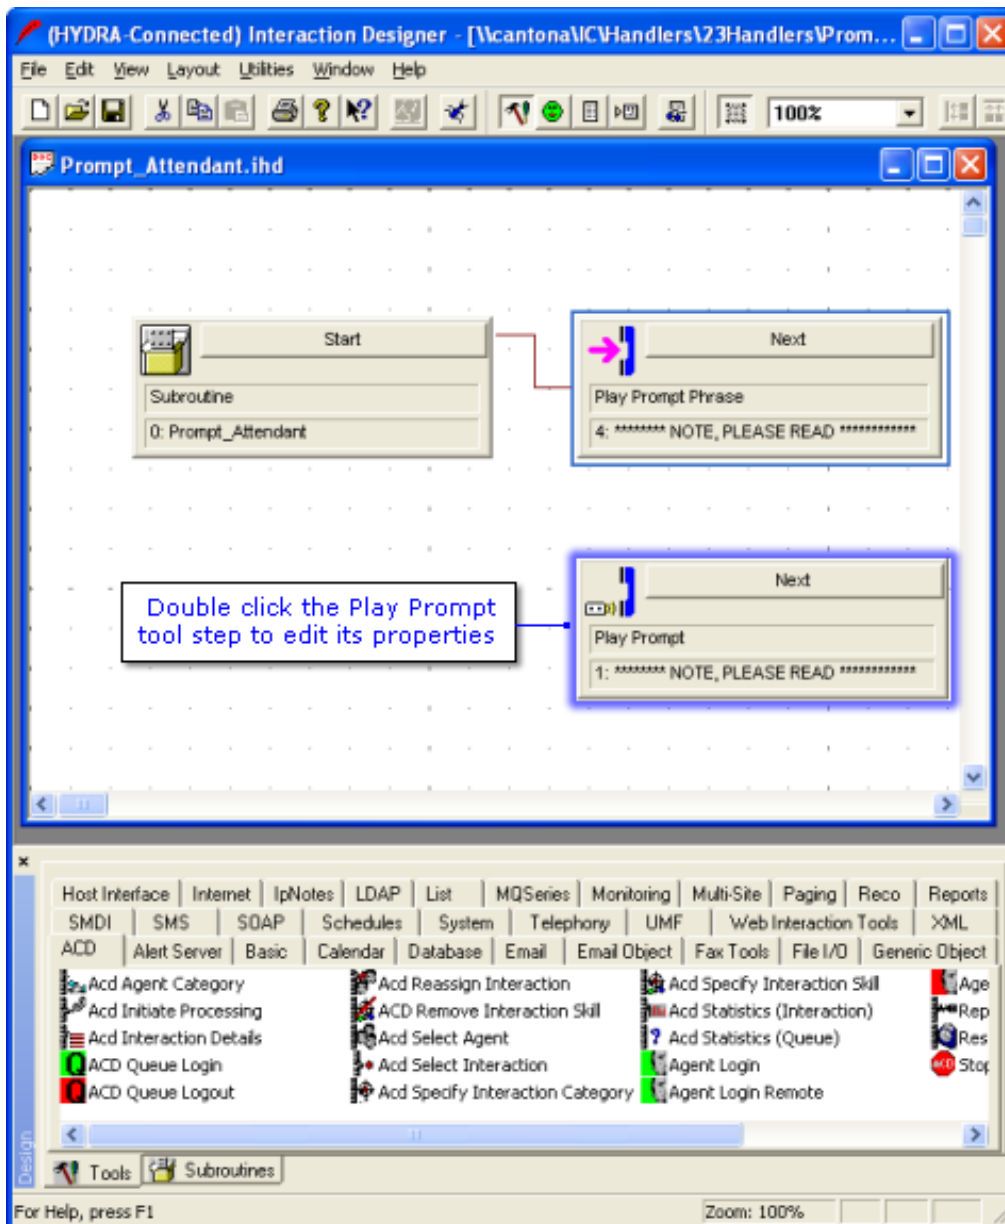 (HYDRA-Connected) Interaction Designer - [\\cantona\IC\Handlers\23Handlers\Prom...
File Edit View Layout Utilities Window Help
100%
Prompt_Attendant.ihd
Start
Subroutine
0: Prompt_Attendant
Next
Play Prompt Phrase
4: ******** NOTE, PLEASE READ ************
Double click the Play Prompt
tool step to edit its properties
Next
Play Prompt
1: ******** NOTE, PLEASE READ ************
Host Interface Internet IpNotes LDAP List MQSeries Monitoring Multi-Site Paging Reco Reports
SMDI SMS SOAP Schedules System Telephony UMF Web Interaction Tools XML
ACD Alert Server Basic Calendar Database Email Email Object Fax Tools File I/O Generic Object
Acd Agent Category Acd Reassign Interaction Acd Specify Interaction Skill Age
Acd Initiate Processing ACD Remove Interaction Skill Acd Statistics (Interaction) Rep
Acd Interaction Details Acd Select Agent Acd Statistics (Queue) Res
ACD Queue Login Acd Select Interaction Agent Login Stop
ACD Queue Logout Acd Specify Interaction Category Agent Login Remote
Design
Tools Subroutines
For Help, press F1 Zoom: 100%